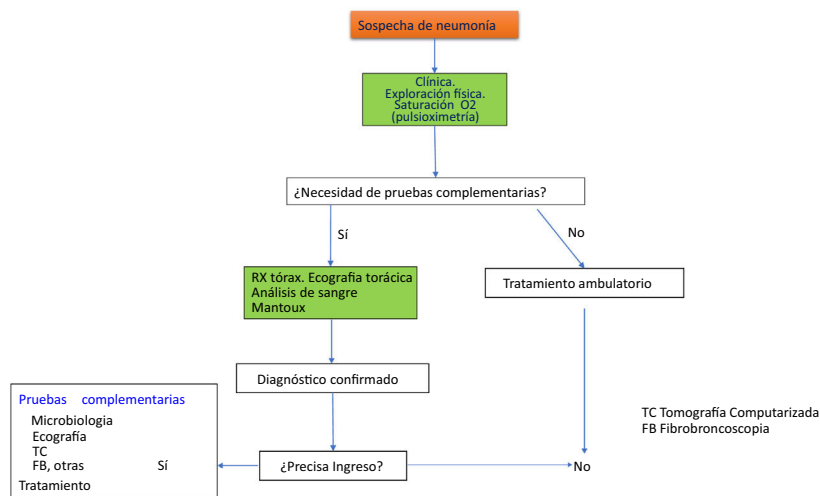 Sospecha de neumonía
Clínica.
Exploración física.
Saturación O2
(pulsioximetría)
¿Necesidad de pruebas complementarias?
Sí
No
RX tórax. Ecografia torácica
Análisis de sangre
Mantoux
Tratamiento ambulatorio
Diagnóstico confirmado
Pruebas complementarias
Microbiologia
Ecografía
TC
FB, otras
Sí
Tratamiento
¿Precisa Ingreso?
No
TC Tomografía Computarizada
FB Fibrobroncoscopia